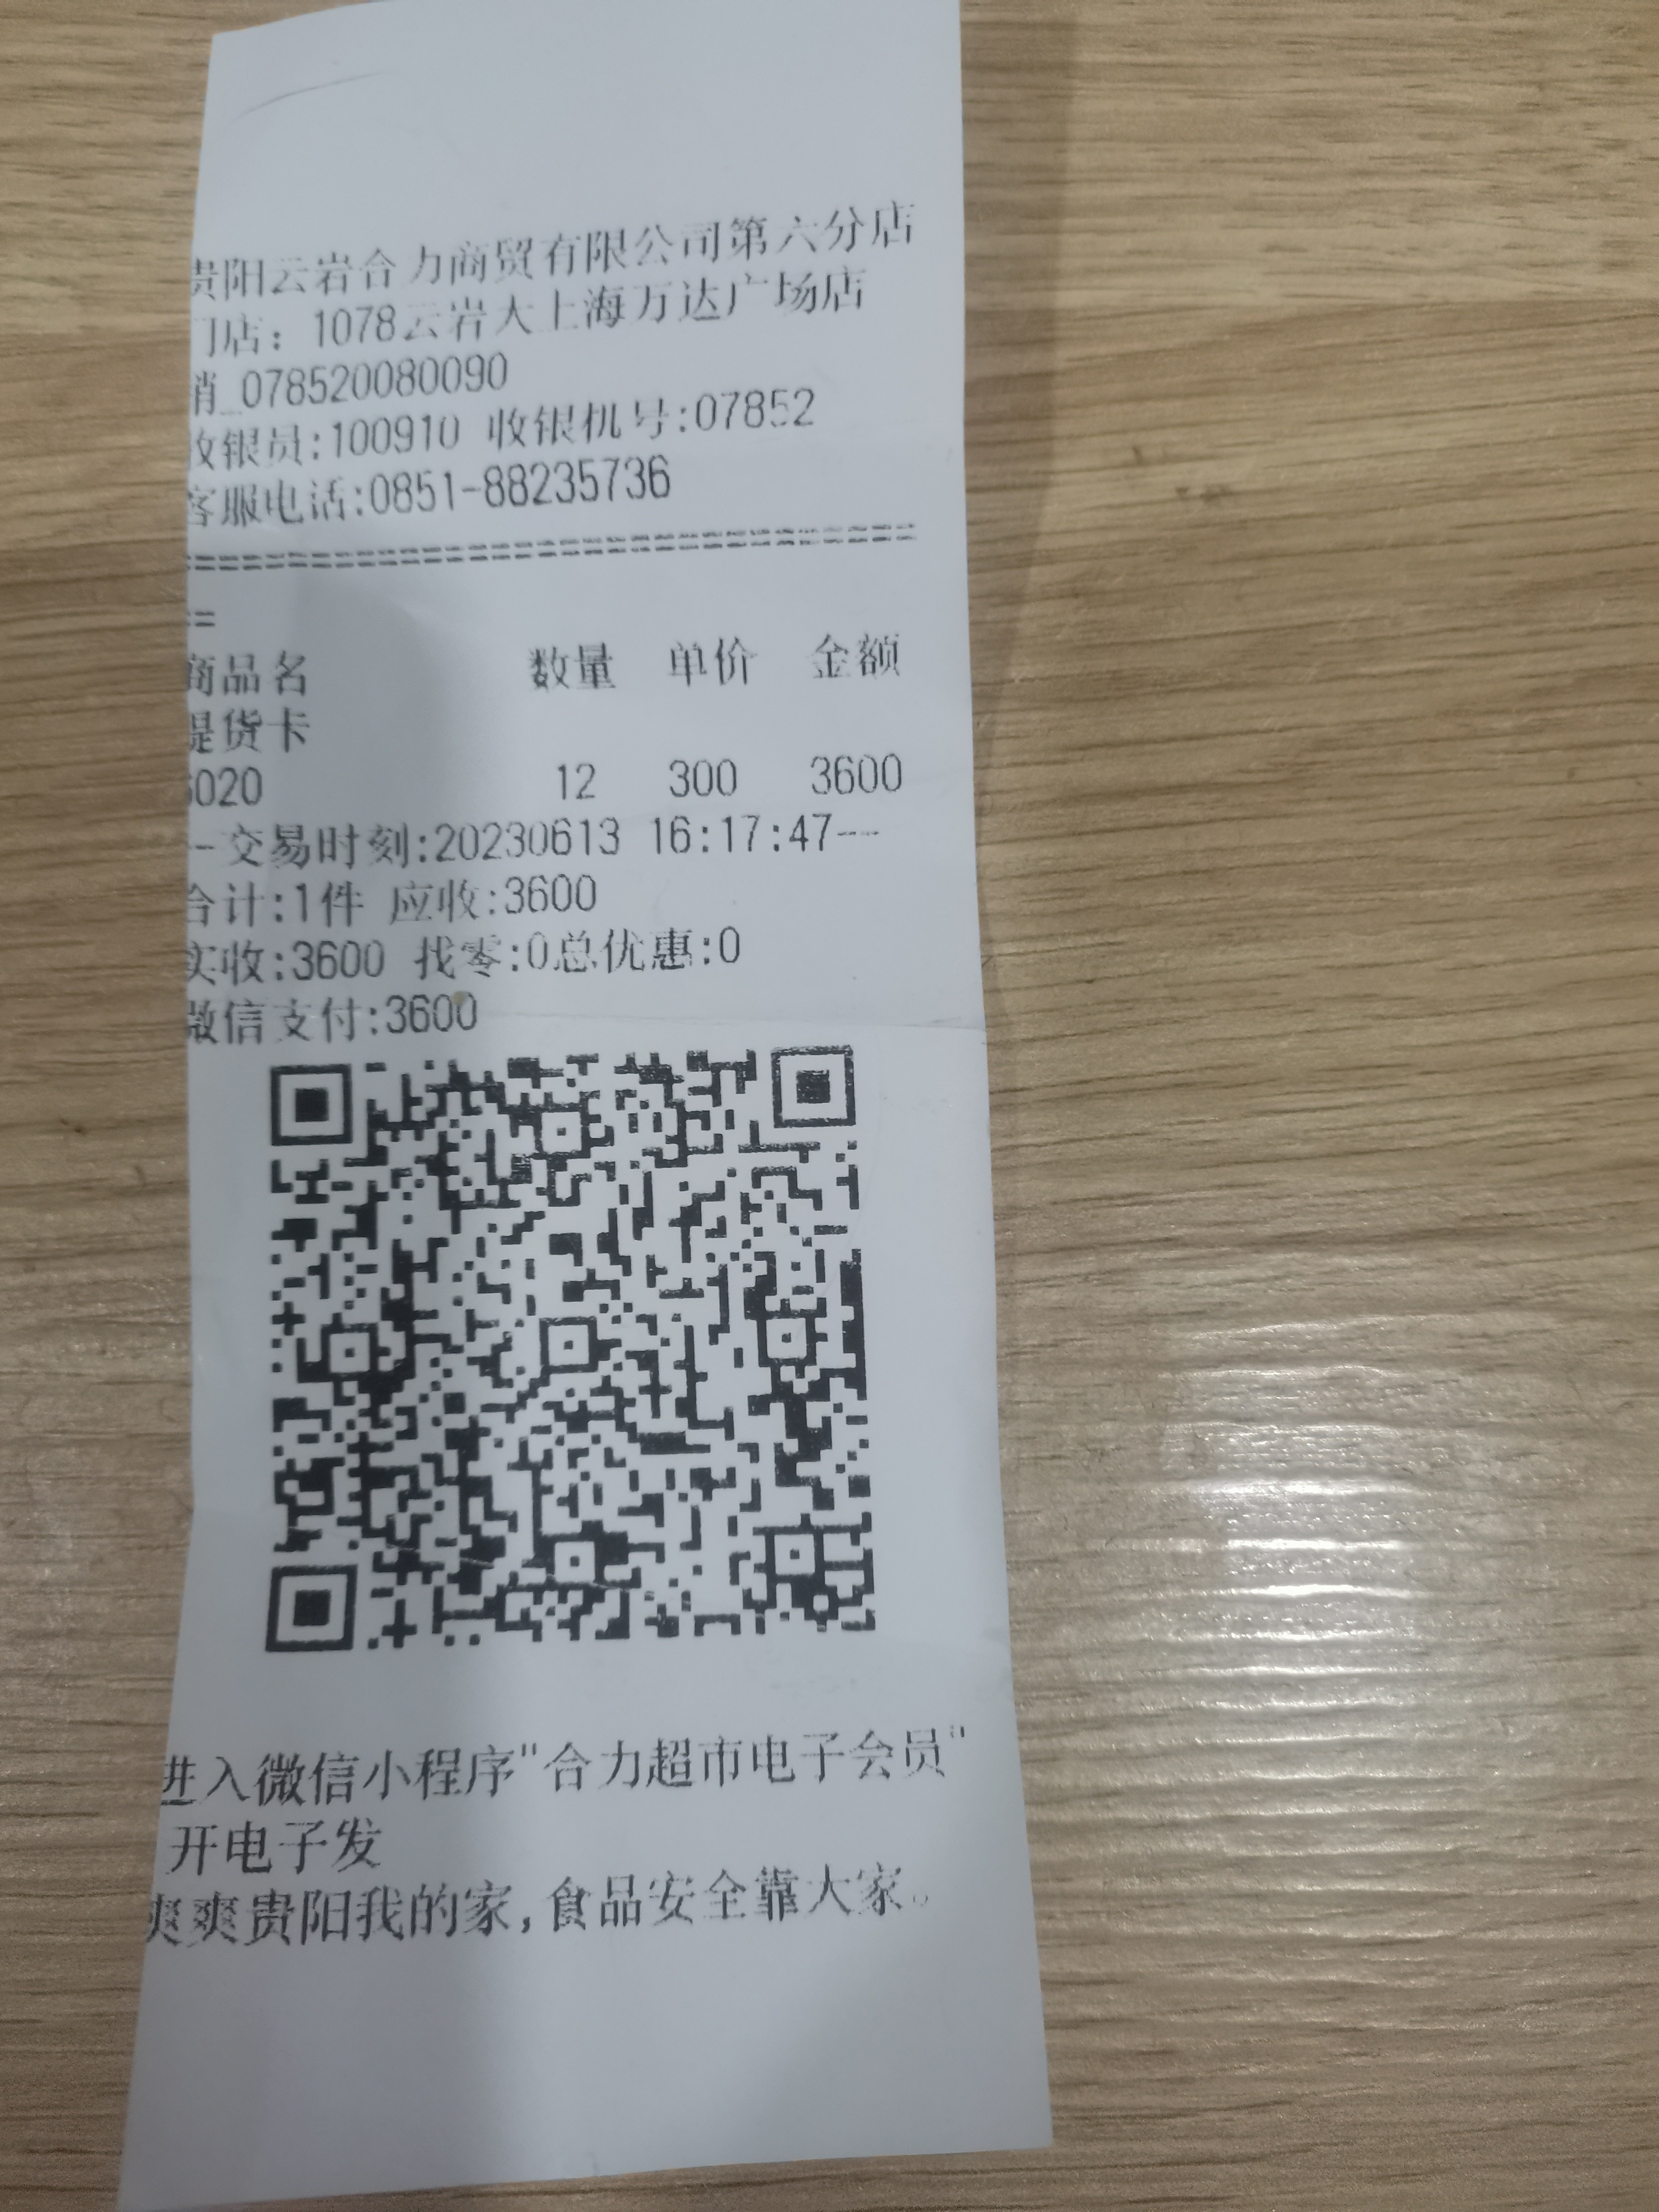 贵阳云岩合力商贸有限公司第六分店
门店：1078云岩大上海万达广场店
销_078520080090
收银员:100910 收银机号:07852
客服电话:0851-88235736
================================
==
商品名 数量 单价 金额
提货卡
6020 12 300 3600
--交易时刻:20230613 16:17:47---
合计:1件 应收:3600
实收:3600 找零:0总优惠:0
微信支付:3600
进入微信小程序"合力超市电子会员"
开电子发
爽爽贵阳我的家,食品安全靠大家。